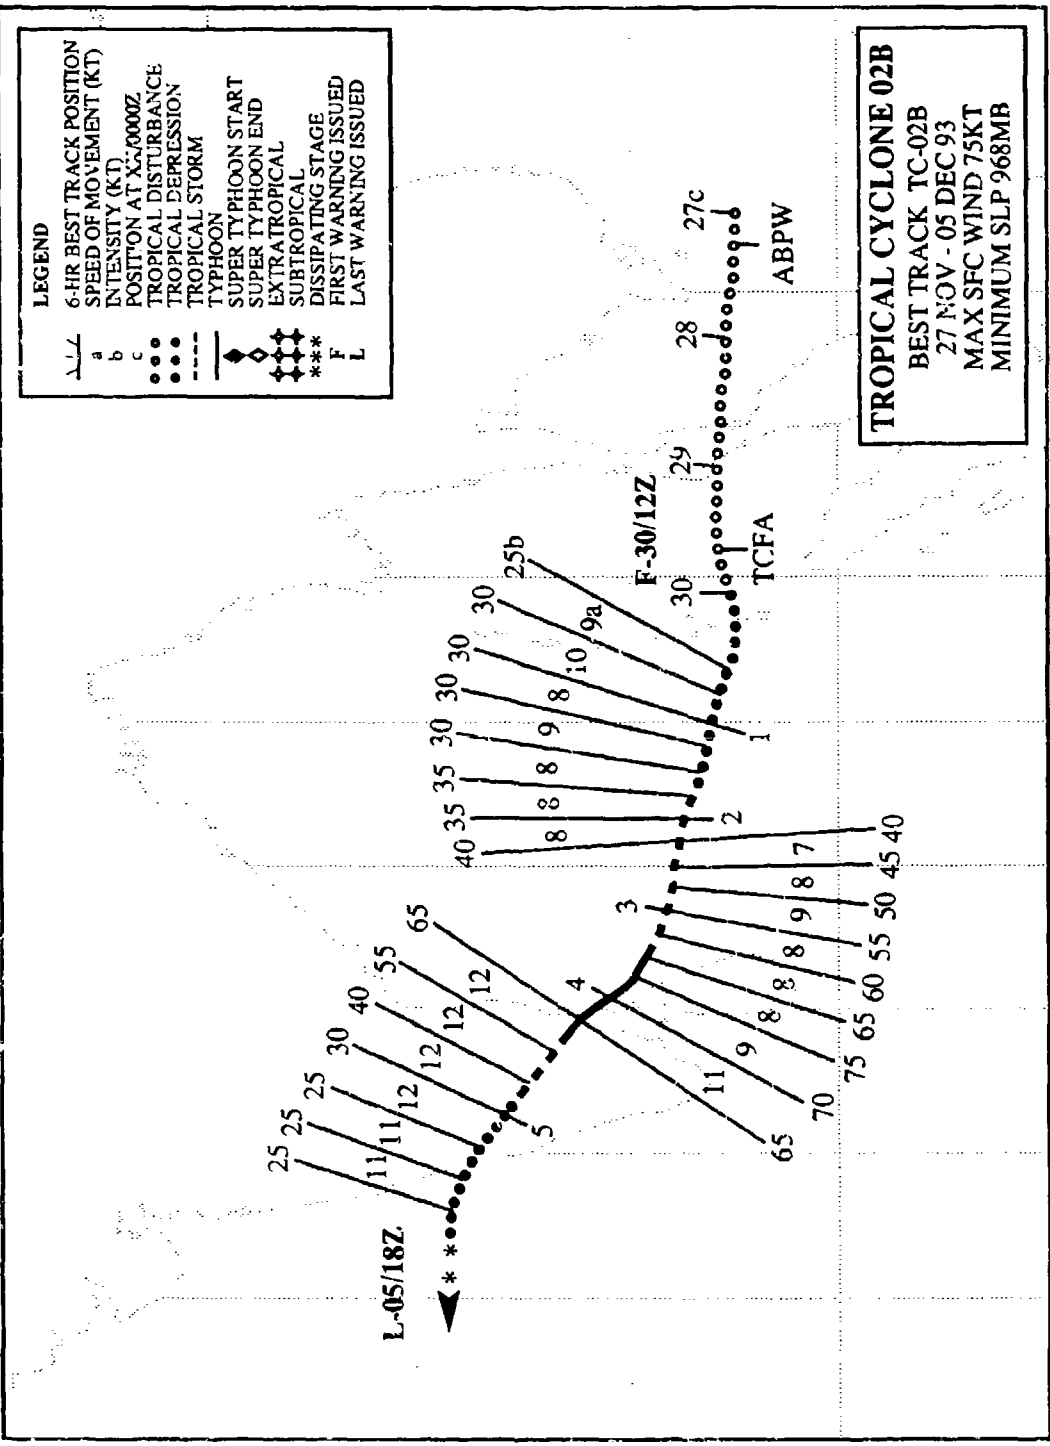 LEGEND
6-HR BEST TRACK POSITION
a SPEED OF MOVEMENT (KT)
b INTENSITY (KT)
c POSITION AT XX/0000Z
TROPICAL DISTURBANCE
TROPICAL DEPRESSION
TROPICAL STORM
TYPHOON
SUPER TYPHOON START
SUPER TYPHOON END
EXTRATROPICAL
SUBTROPICAL
*** DISSIPATING STAGE
F FIRST WARNING ISSUED
L LAST WARNING ISSUED
TROPICAL CYCLONE 02B
BEST TRACK TC-02B
27 NOV - 05 DEC 93
MAX SFC WIND 75KT
MINIMUM SLP 968MB
27c
ABPW
28
29
F-30/12Z
TCFA
30
25b
9a
30
10
30
8
30
9
30
8
35
8
35
8
40
1
2
40
7
45
8
50
9
55
8
60
8
65
8
75
9
70
11
65
3
4
65
12
55
12
40
12
30
12
25
11
25
11
25
5
L-05/18Z
* *